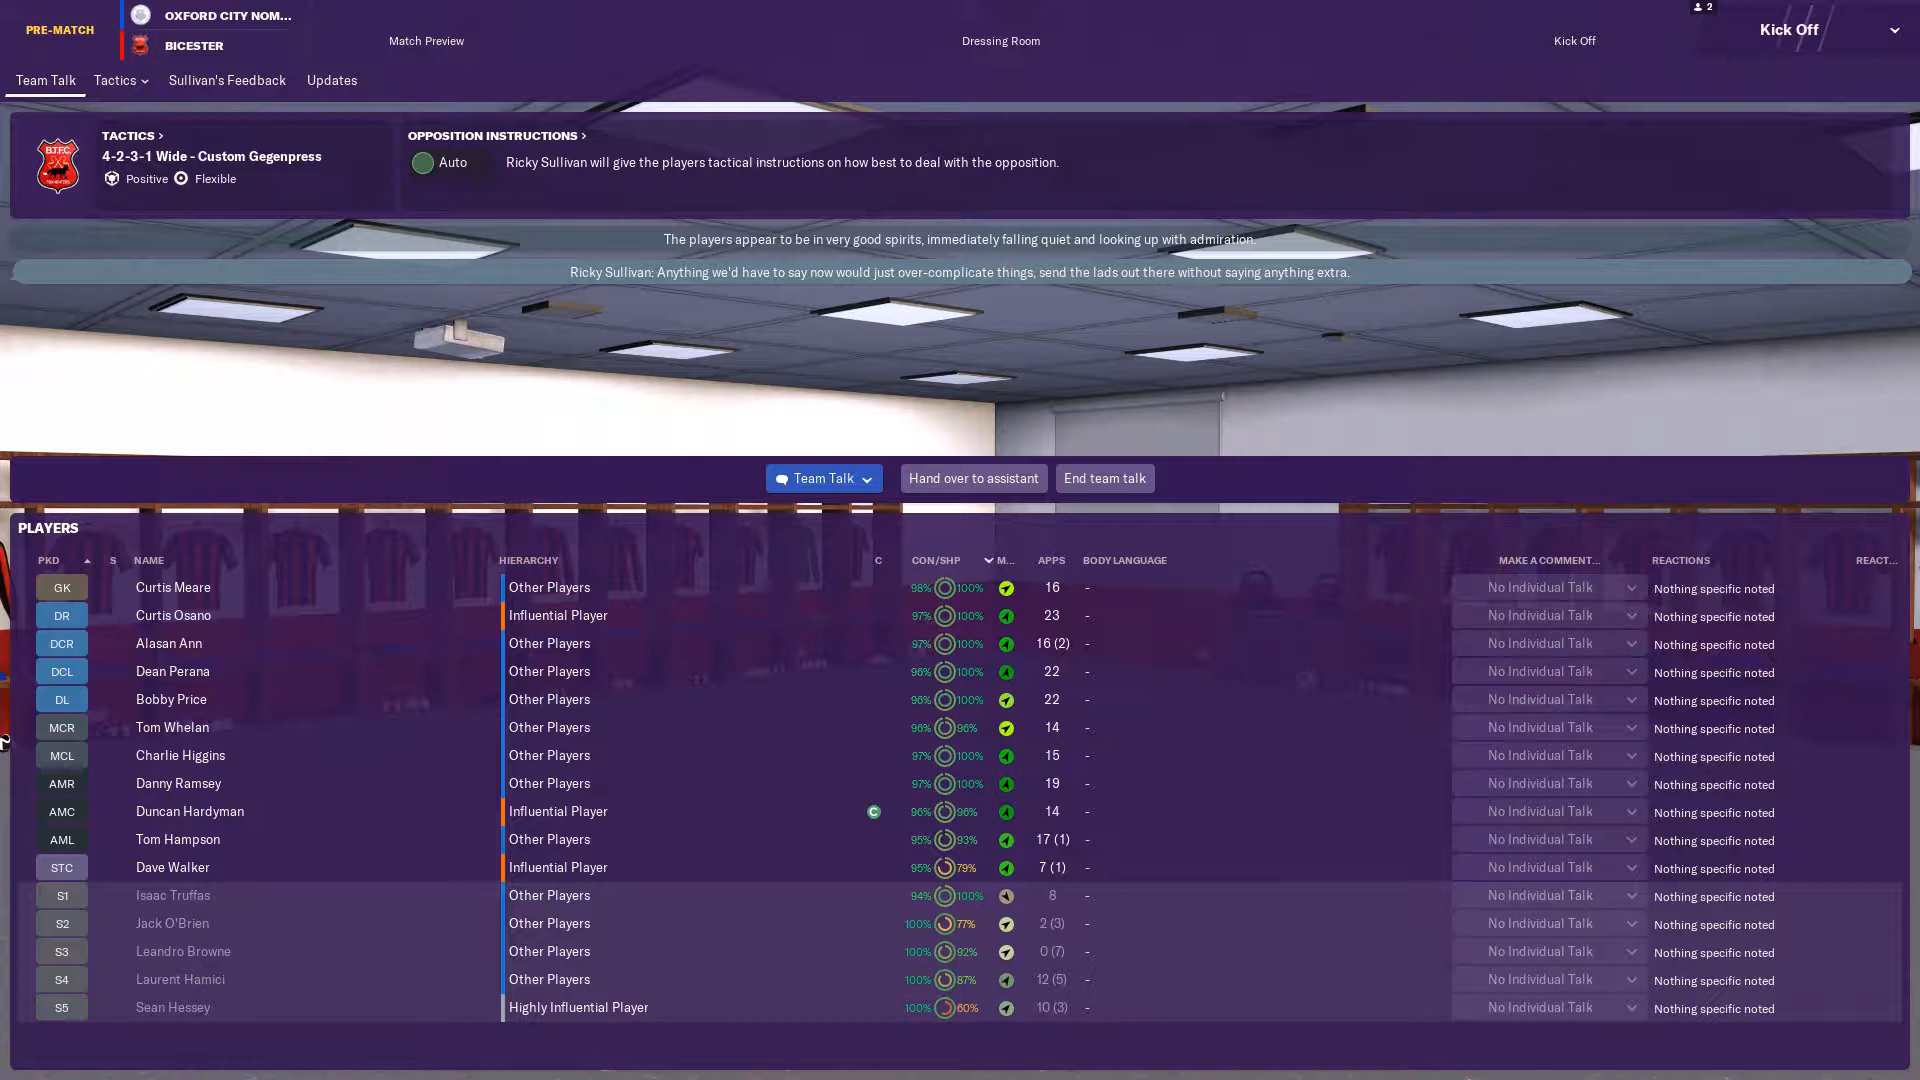 PRE-MATCH
OXFORD CITY NOM...
BICESTER
Match Preview
Dressing Room
Kick Off
2
Kick Off
Team Talk
Tactics
Sullivan's Feedback
Updates
B.T.F.C.
TACTICS >
4-2-3-1 Wide - Custom Gegenpress
Positive Flexible
OPPOSITION INSTRUCTIONS >
Auto Ricky Sullivan will give the players tactical instructions on how best to deal with the opposition.
The players appear to be in very good spirits, immediately falling quiet and looking up with admiration.
Ricky Sullivan: Anything we'd have to say now would just over-complicate things, send the lads out there without saying anything extra.
Team Talk Hand over to assistant End team talk
PLAYERS
PKD S NAME HIERARCHY C CON/SHP M... APPS BODY LANGUAGE MAKE A COMMENT... REACTIONS REACT...
GK Curtis Meare Other Players 98% 100% 16 - No Individual Talk Nothing specific noted
DR Curtis Osano Influential Player 97% 100% 23 - No Individual Talk Nothing specific noted
DCR Alasan Ann Other Players 97% 100% 16 (2) - No Individual Talk Nothing specific noted
DCL Dean Perana Other Players 96% 100% 22 - No Individual Talk Nothing specific noted
DL Bobby Price Other Players 96% 100% 22 - No Individual Talk Nothing specific noted
MCR Tom Whelan Other Players 96% 96% 14 - No Individual Talk Nothing specific noted
MCL Charlie Higgins Other Players 97% 100% 15 - No Individual Talk Nothing specific noted
AMR Danny Ramsey Other Players 97% 100% 19 - No Individual Talk Nothing specific noted
AMC Duncan Hardyman Influential Player C 96% 96% 14 - No Individual Talk Nothing specific noted
AML Tom Hampson Other Players 95% 93% 17 (1) - No Individual Talk Nothing specific noted
STC Dave Walker Influential Player 95% 79% 7 (1) - No Individual Talk Nothing specific noted
S1 Isaac Truffas Other Players 94% 100% 8 - No Individual Talk Nothing specific noted
S2 Jack O'Brien Other Players 100% 77% 2 (3) - No Individual Talk Nothing specific noted
S3 Leandro Browne Other Players 100% 92% 0 (7) - No Individual Talk Nothing specific noted
S4 Laurent Hamici Other Players 100% 87% 12 (5) - No Individual Talk Nothing specific noted
S5 Sean Hessey Highly Influential Player 100% 60% 10 (3) - No Individual Talk Nothing specific noted